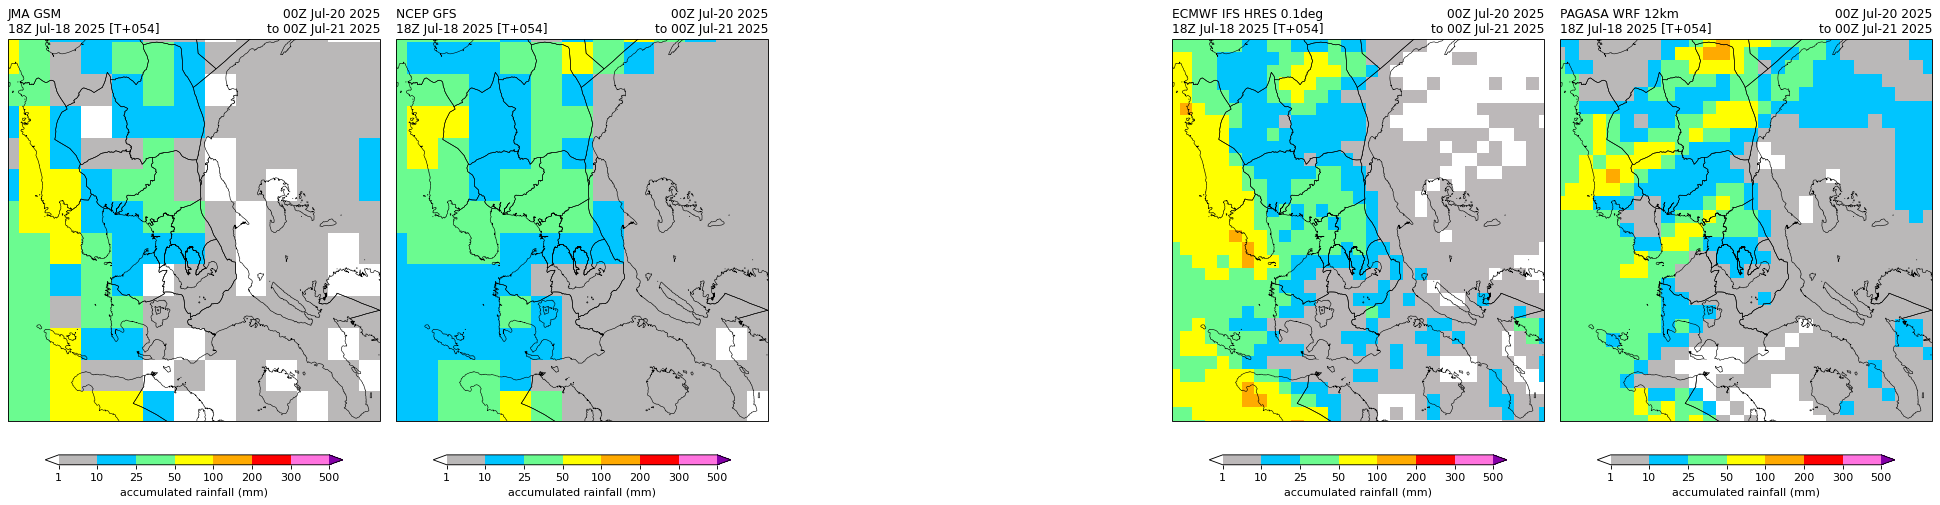 JMA GSM 00Z Jul-20 2025
18Z Jul-18 2025 [T+054] to 00Z Jul-21 2025
1 10 25 50 100 200 300 500
accumulated rainfall (mm)
NCEP GFS 00Z Jul-20 2025
18Z Jul-18 2025 [T+054] to 00Z Jul-21 2025
1 10 25 50 100 200 300 500
accumulated rainfall (mm)
ECMWF IFS HRES 0.1deg 00Z Jul-20 2025
18Z Jul-18 2025 [T+054] to 00Z Jul-21 2025
1 10 25 50 100 200 300 500
accumulated rainfall (mm)
PAGASA WRF 12km 00Z Jul-20 2025
18Z Jul-18 2025 [T+054] to 00Z Jul-21 2025
1 10 25 50 100 200 300 500
accumulated rainfall (mm)